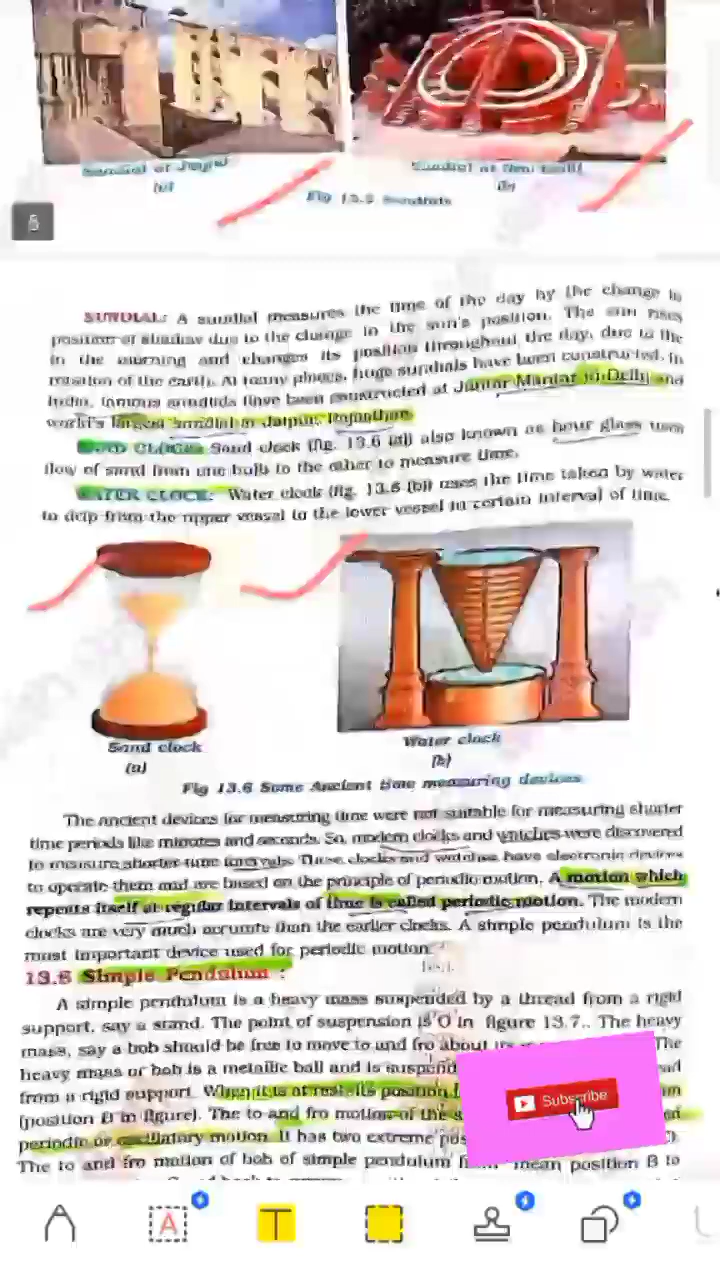 Sundial at Jaipur
(a)
Sundial at New Delhi
(b)
Fig 13.5 Sundials
5
SUNDIAL: A sundial measures the time of the day by the change in
position of shadow due to the change in the sun's position. The sun rises
in the morning and changes its position throughout the day, due to the
rotation of the earth. At many places, huge sundials have been constructed. In
India, famous sundials have been constructed at Jantar Mantar in Delhi and
world's largest Sundial in Jaipur, Rajasthan.
SAND CLOCK: Sand clock (fig. 13.6 (a)) also known as hour glass uses
flow of sand from one bulb to the other to measure time.
WATER CLOCK: Water clock (fig. 13.6 (b)) uses the time taken by water
to drip from the upper vessel to the lower vessel in certain interval of time.
Sand clock
(a)
Water clock
(b)
Fig 13.6 Some Ancient time measuring devices
The ancient devices for measuring time were not suitable for measuring shorter
time periods like minutes and seconds. So, modern clocks and watches were discovered
to measure shorter time intervals. These clocks and watches have electronic devices
to operate them and are based on the principle of periodic motion. A motion which
repeats itself at regular intervals of time is called periodic motion. The modern
clocks are very much accurate than the earlier clocks. A simple pendulum is the
most important device used for periodic motion
13.6 Simple Pendulum :
A simple pendulum is a heavy mass suspended by a thread from a rigid
support, say a stand. The point of suspension is 'O' in figure 13.7.. The heavy
mass, say a bob should be free to move to and fro about its The
heavy mass or bob is a metallic ball and is
from a rigid support. When it is at rest its position
(position B in figure). The to and fro motion of the
periodic or oscillatory motion. It has two extreme
The to and fro motion of bob of simple pendulum mean position B to
Subscribe
A
T